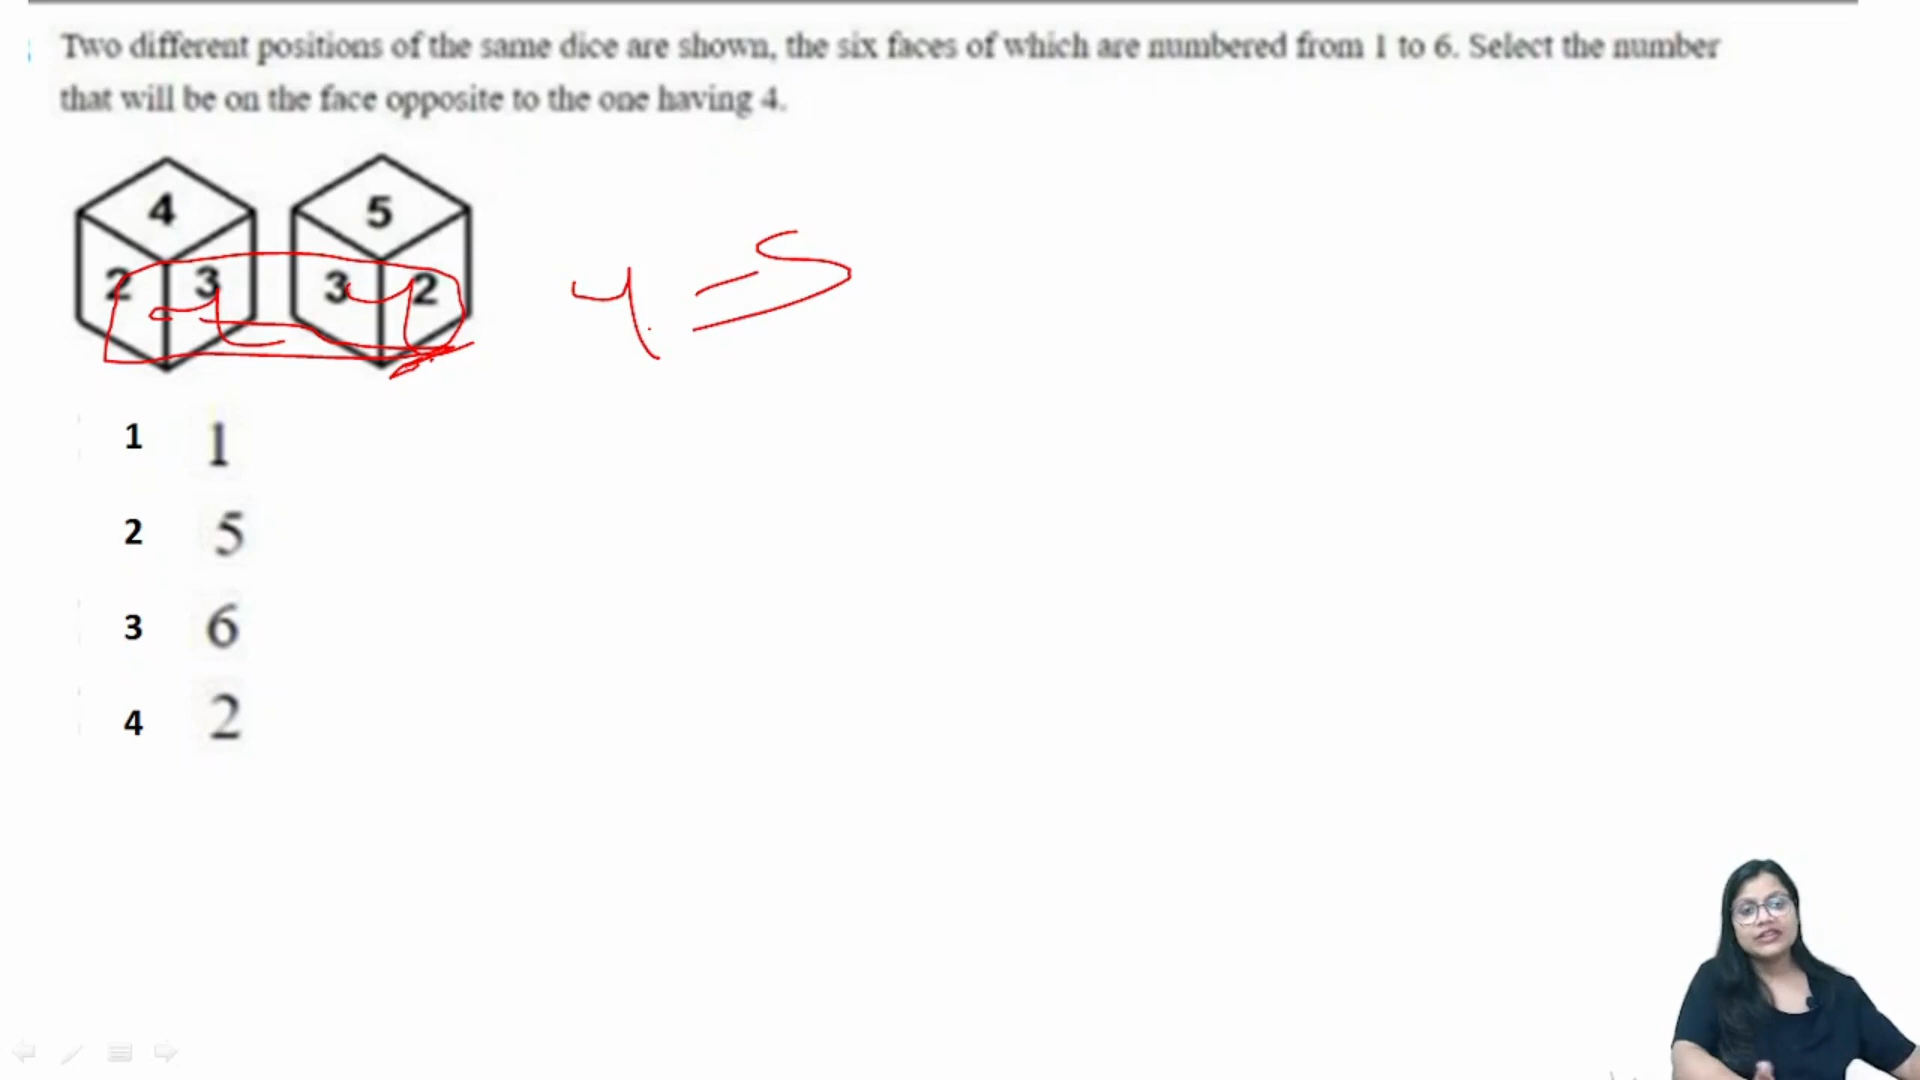 Two different positions of the same dice are shown, the six faces of which are numbered from 1 to 6. Select the number
that will be on the face opposite to the one having 4.
4 5
2 3 3 2
4 = 5
1 1
2 5
3 6
4 2